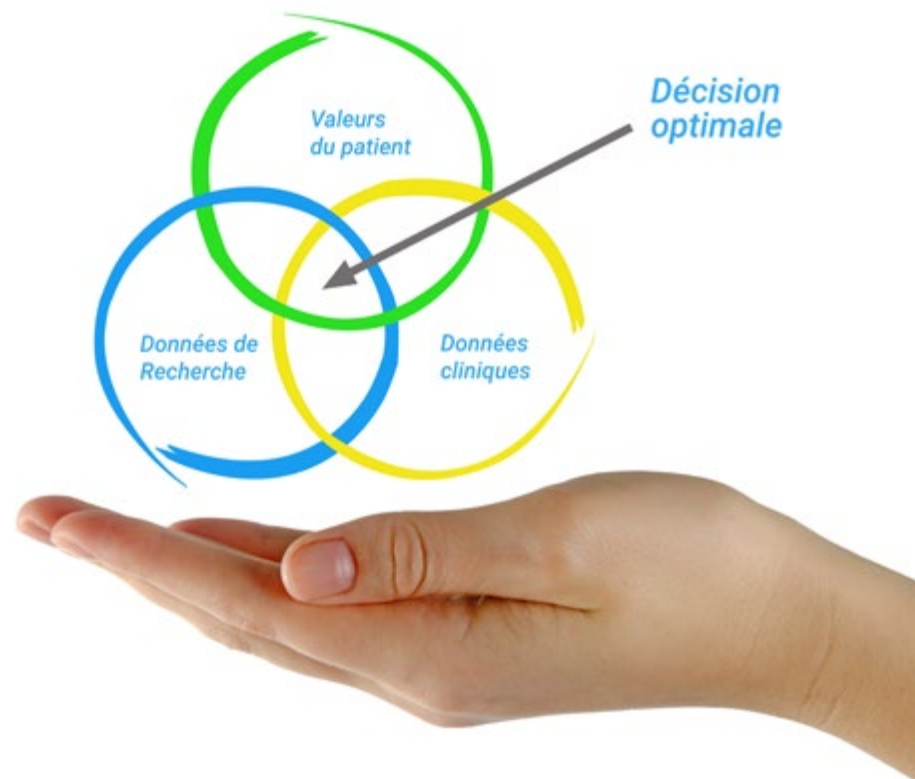 Valeurs
du patient
Décision
optimale
Données de
Recherche
Données
cliniques